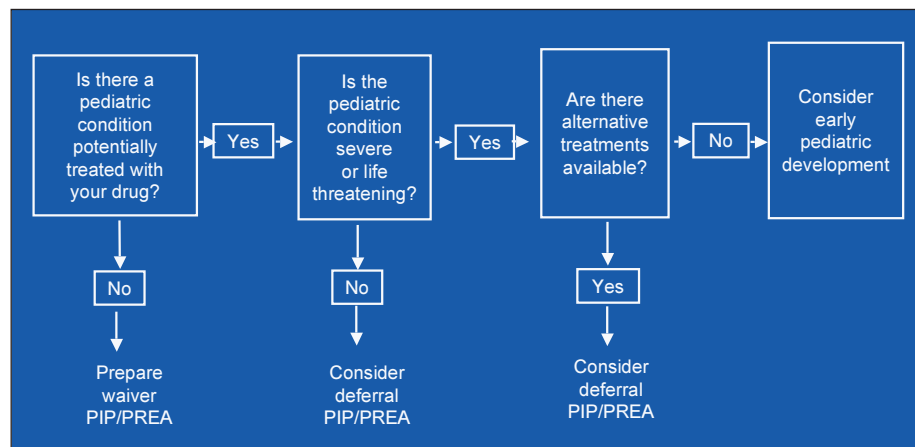 Is there a
pediatric
condition
potentially
treated with
your drug?
Yes
Is the
pediatric
condition
severe
or life
threatening?
Yes
Are there
alternative
treatments
available?
No
Consider
early
pediatric
development
No
No
Yes
Prepare
waiver
PIP/PREA
Consider
deferral
PIP/PREA
Consider
deferral
PIP/PREA